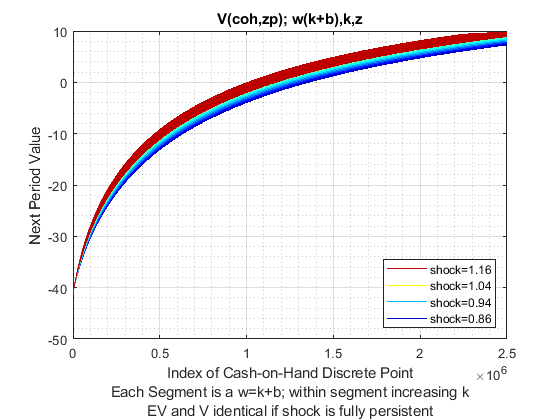 V(coh,zp); w(k+b),k,z
10
0
-10
-20
-30
-40
-50
Next Period Value
shock=1.16
shock=1.04
shock=0.94
shock=0.86
0
0.5
1
1.5
2
2.5
×10⁶
Index of Cash-on-Hand Discrete Point
Each Segment is a w=k+b; within segment increasing k
EV and V identical if shock is fully persistent